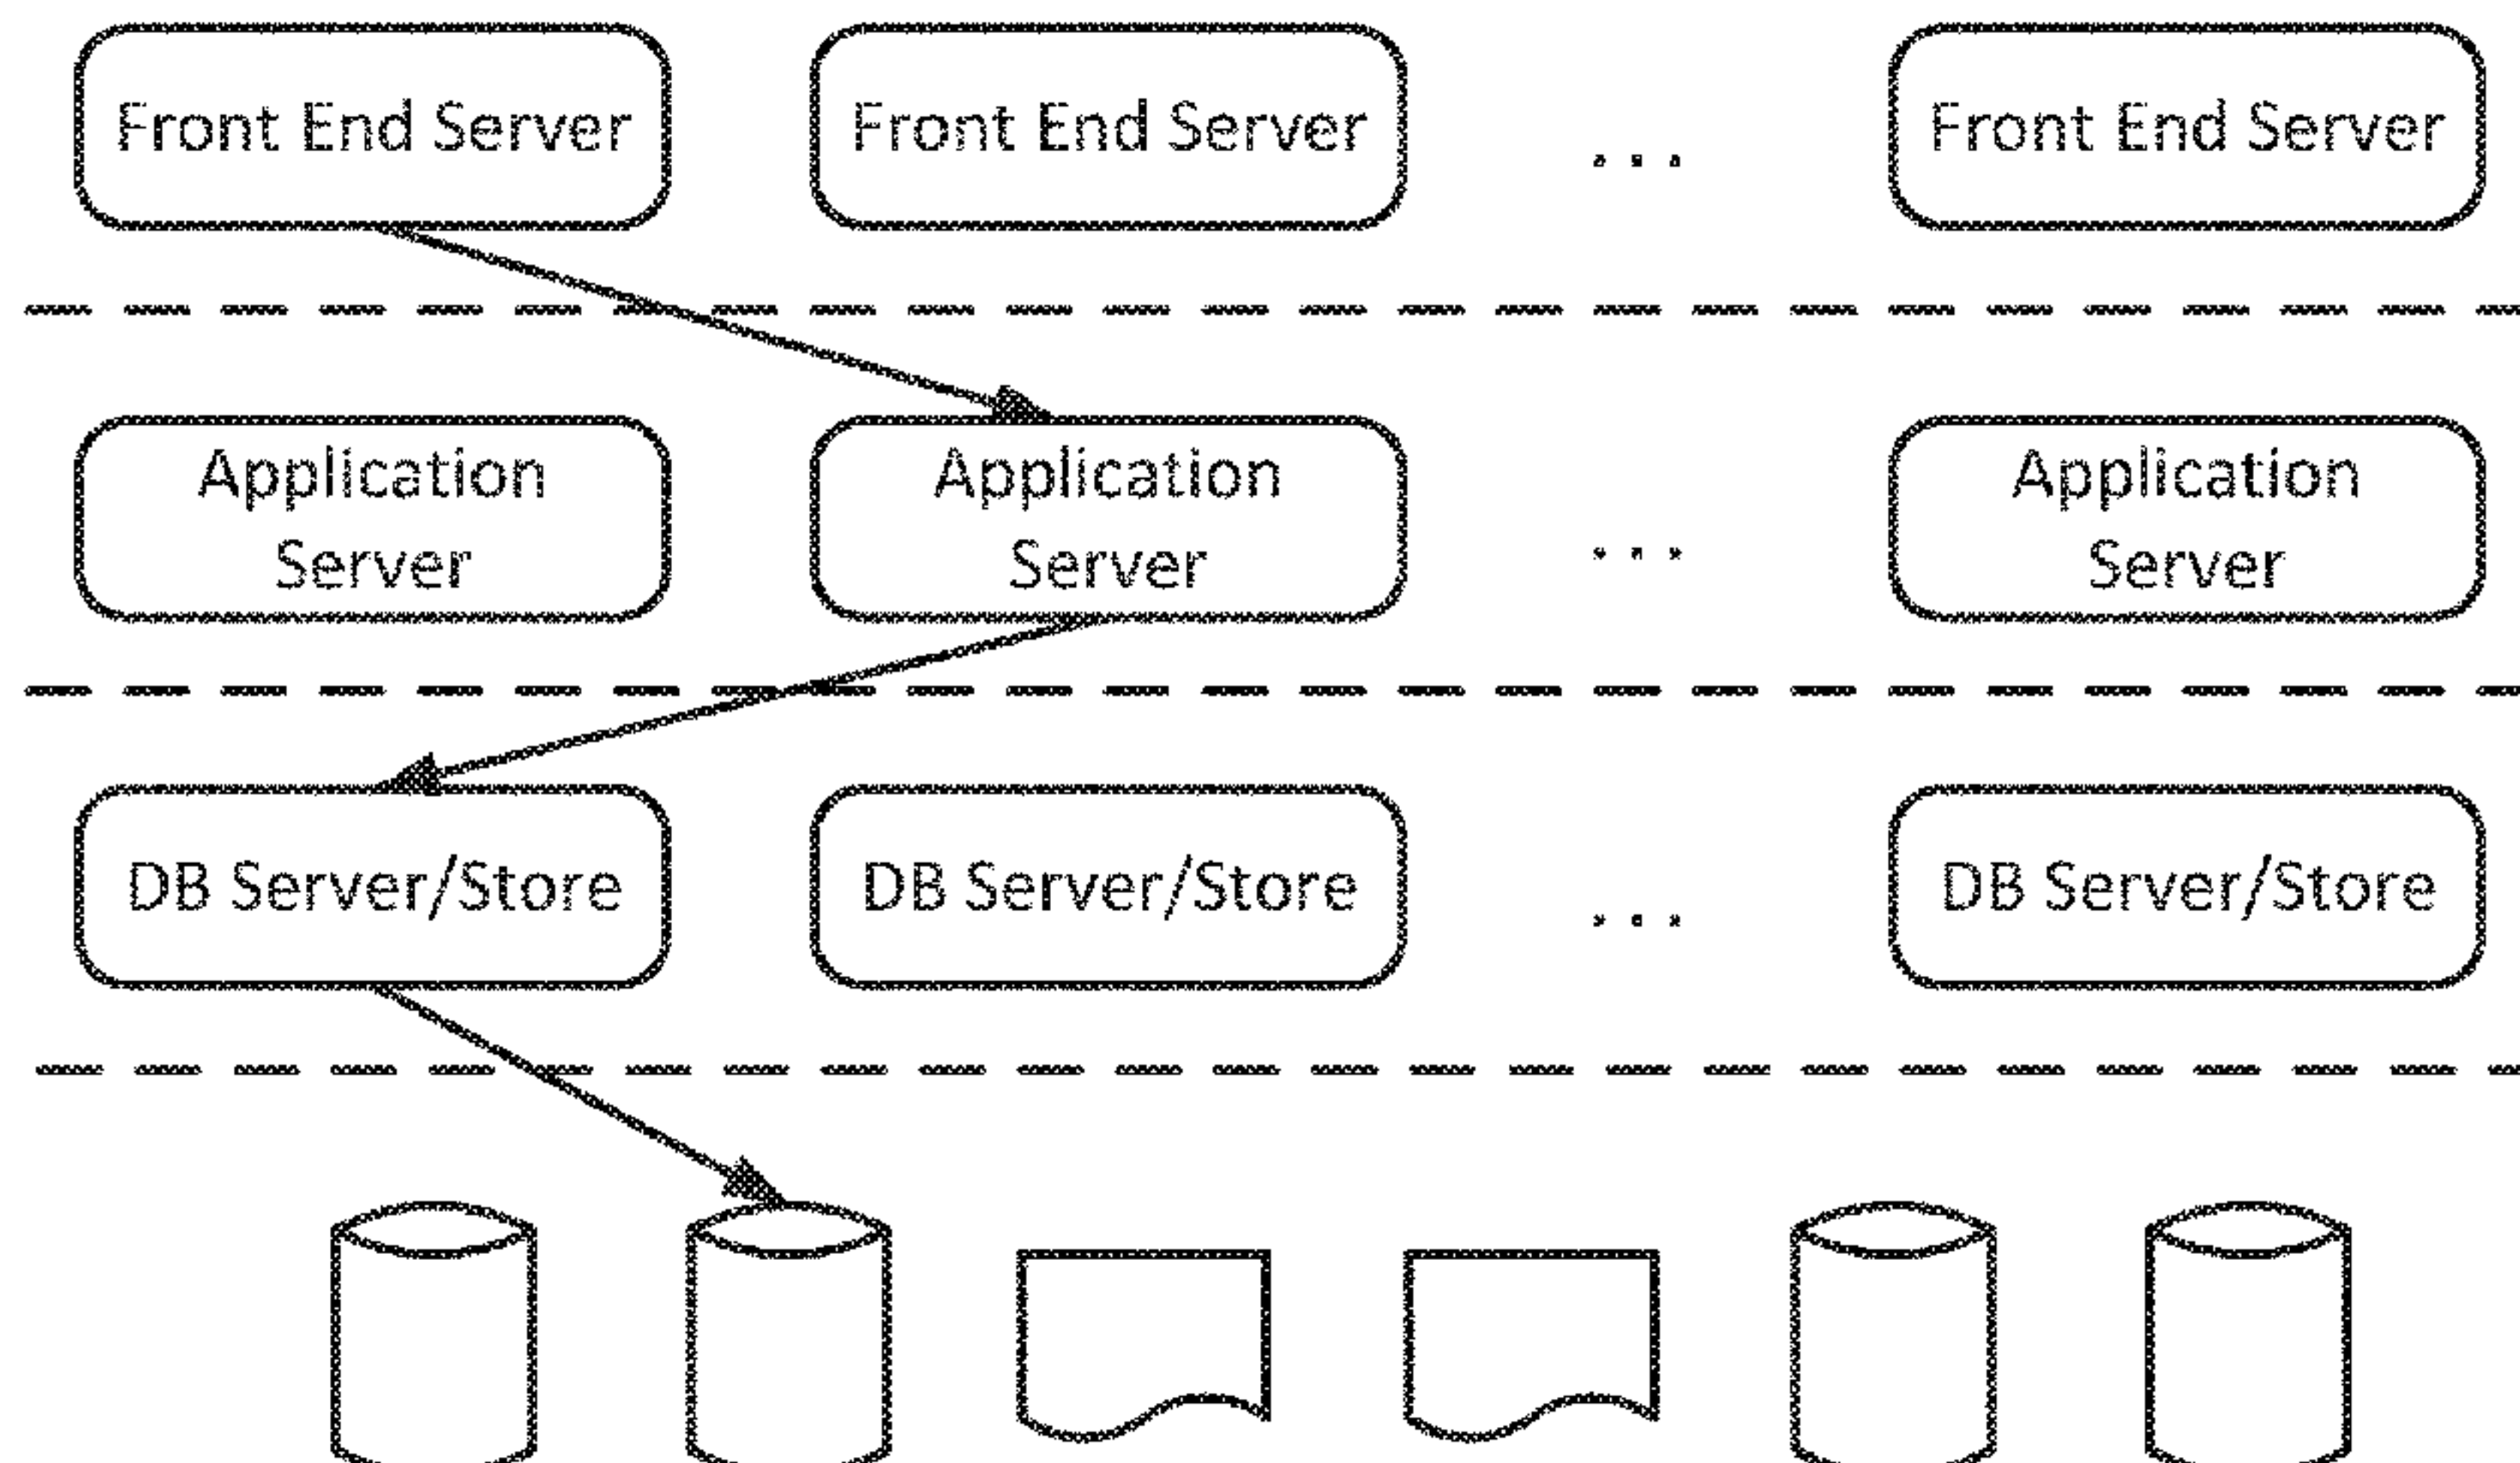 Front End Server
Front End Server
. . .
Front End Server
Application
Server
Application
Server
. . .
Application
Server
DB Server/Store
DB Server/Store
. . .
DB Server/Store